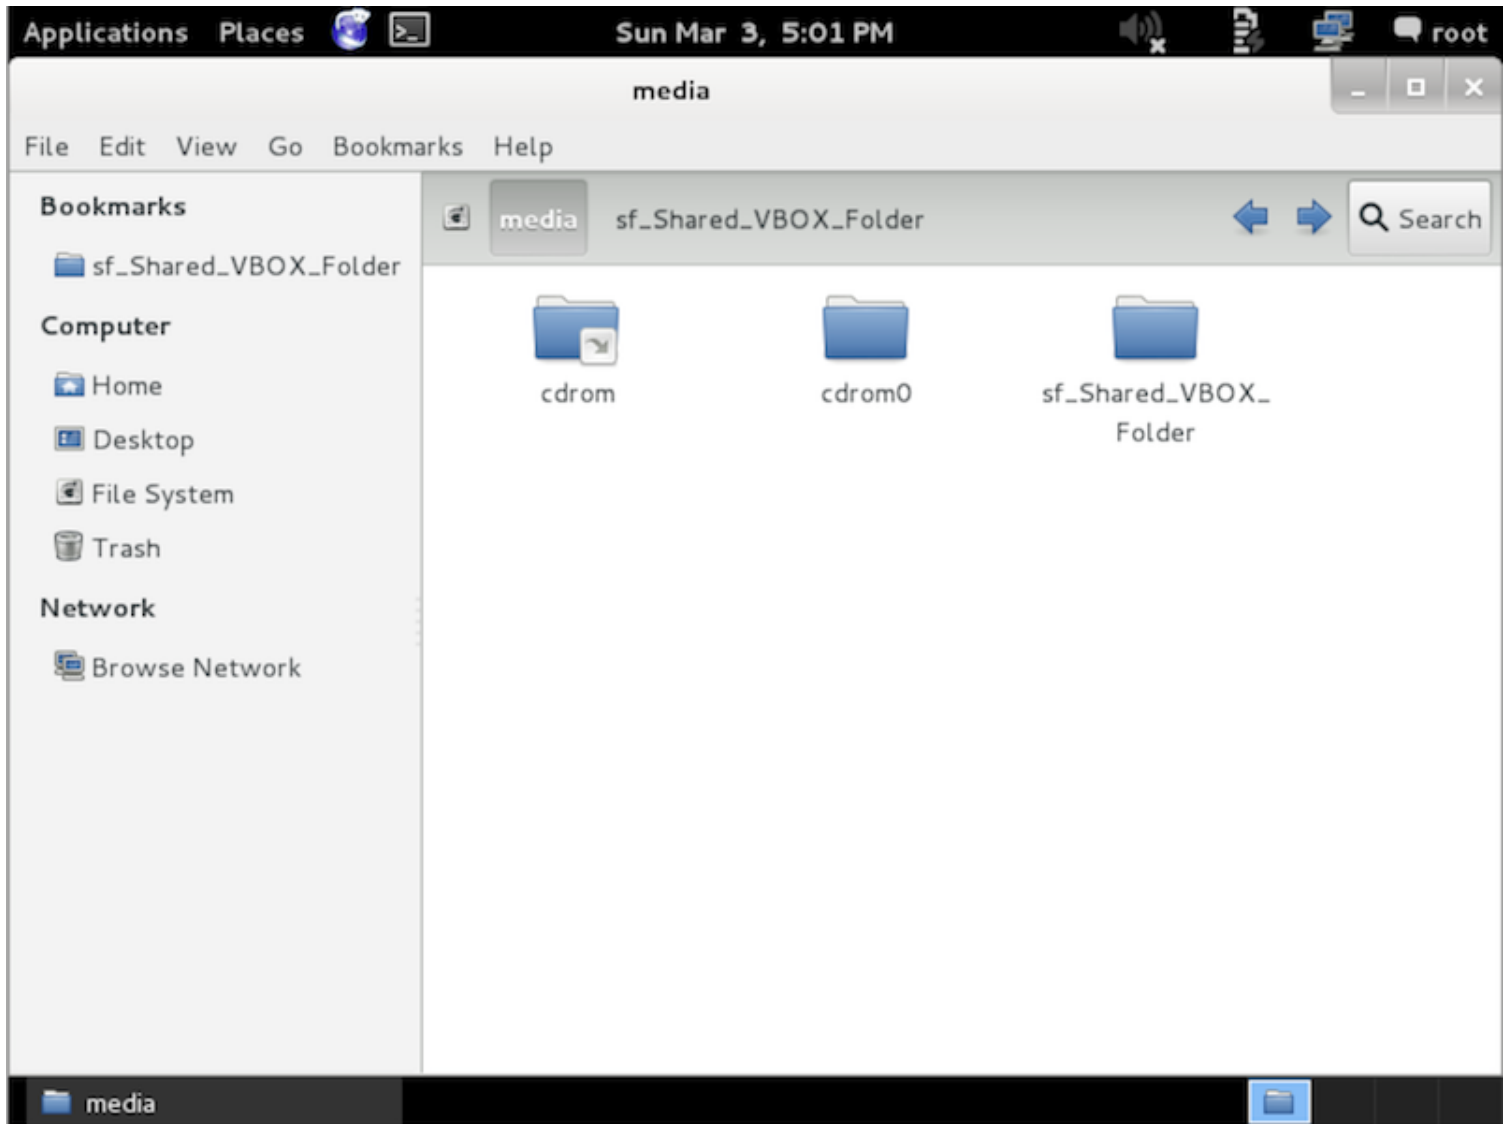 Applications Places Sun Mar 3, 5:01 PM root
media
File Edit View Go Bookmarks Help
Bookmarks
sf_Shared_VBOX_Folder
Computer
Home
Desktop
File System
Trash
Network
Browse Network
media sf_Shared_VBOX_Folder Search
cdrom cdrom0 sf_Shared_VBOX_
Folder
media